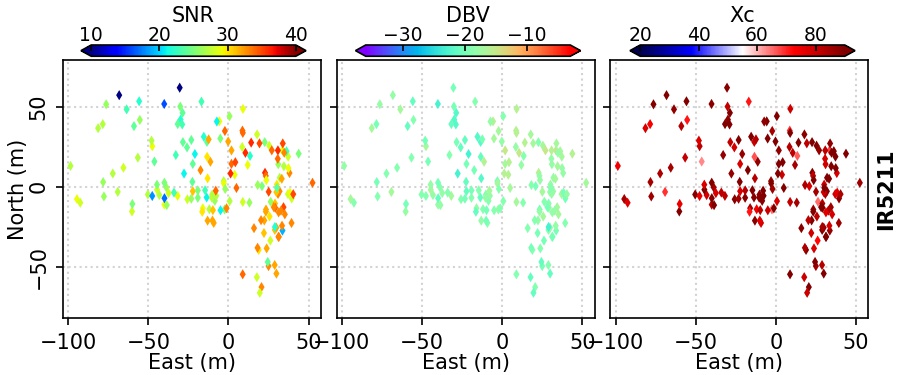 SNR DBV Xc
10 20 30 40 −30 −20 −10 20 40 60 80
50
0
−50
North (m)
−100 −50 0 50 −100 −50 0 50 −100 −50 0 50
East (m) East (m) East (m)
IR5211